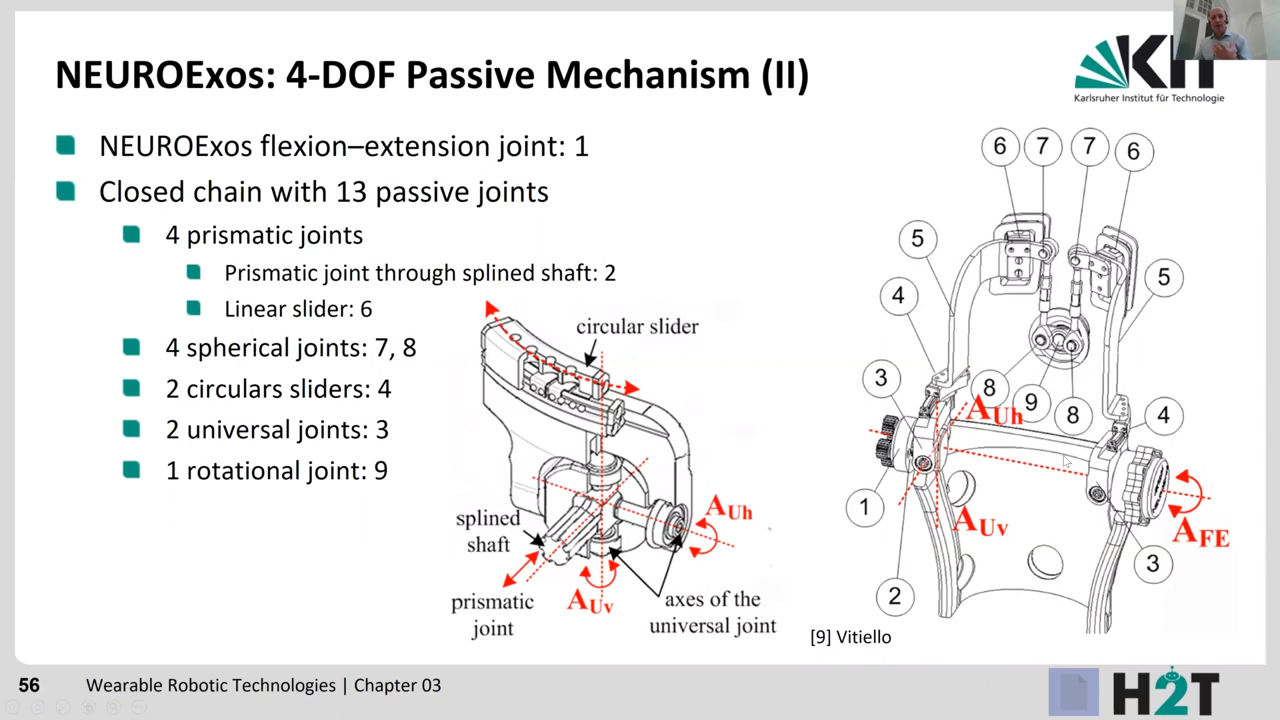 NEUROExos: 4-DOF Passive Mechanism (II)
KIT
Karlsruher Institut für Technologie
NEUROExos flexion–extension joint: 1
Closed chain with 13 passive joints
4 prismatic joints
Prismatic joint through splined shaft: 2
Linear slider: 6
4 spherical joints: 7, 8
2 circulars sliders: 4
2 universal joints: 3
1 rotational joint: 9
circular slider
splined
shaft
prismatic
joint
AUv
AUh
axes of the
universal joint
6
7
7
6
5
5
4
3
8
9
8
4
AUh
1
AUv
AFE
3
2
[9] Vitiello
56
Wearable Robotic Technologies | Chapter 03
H2T